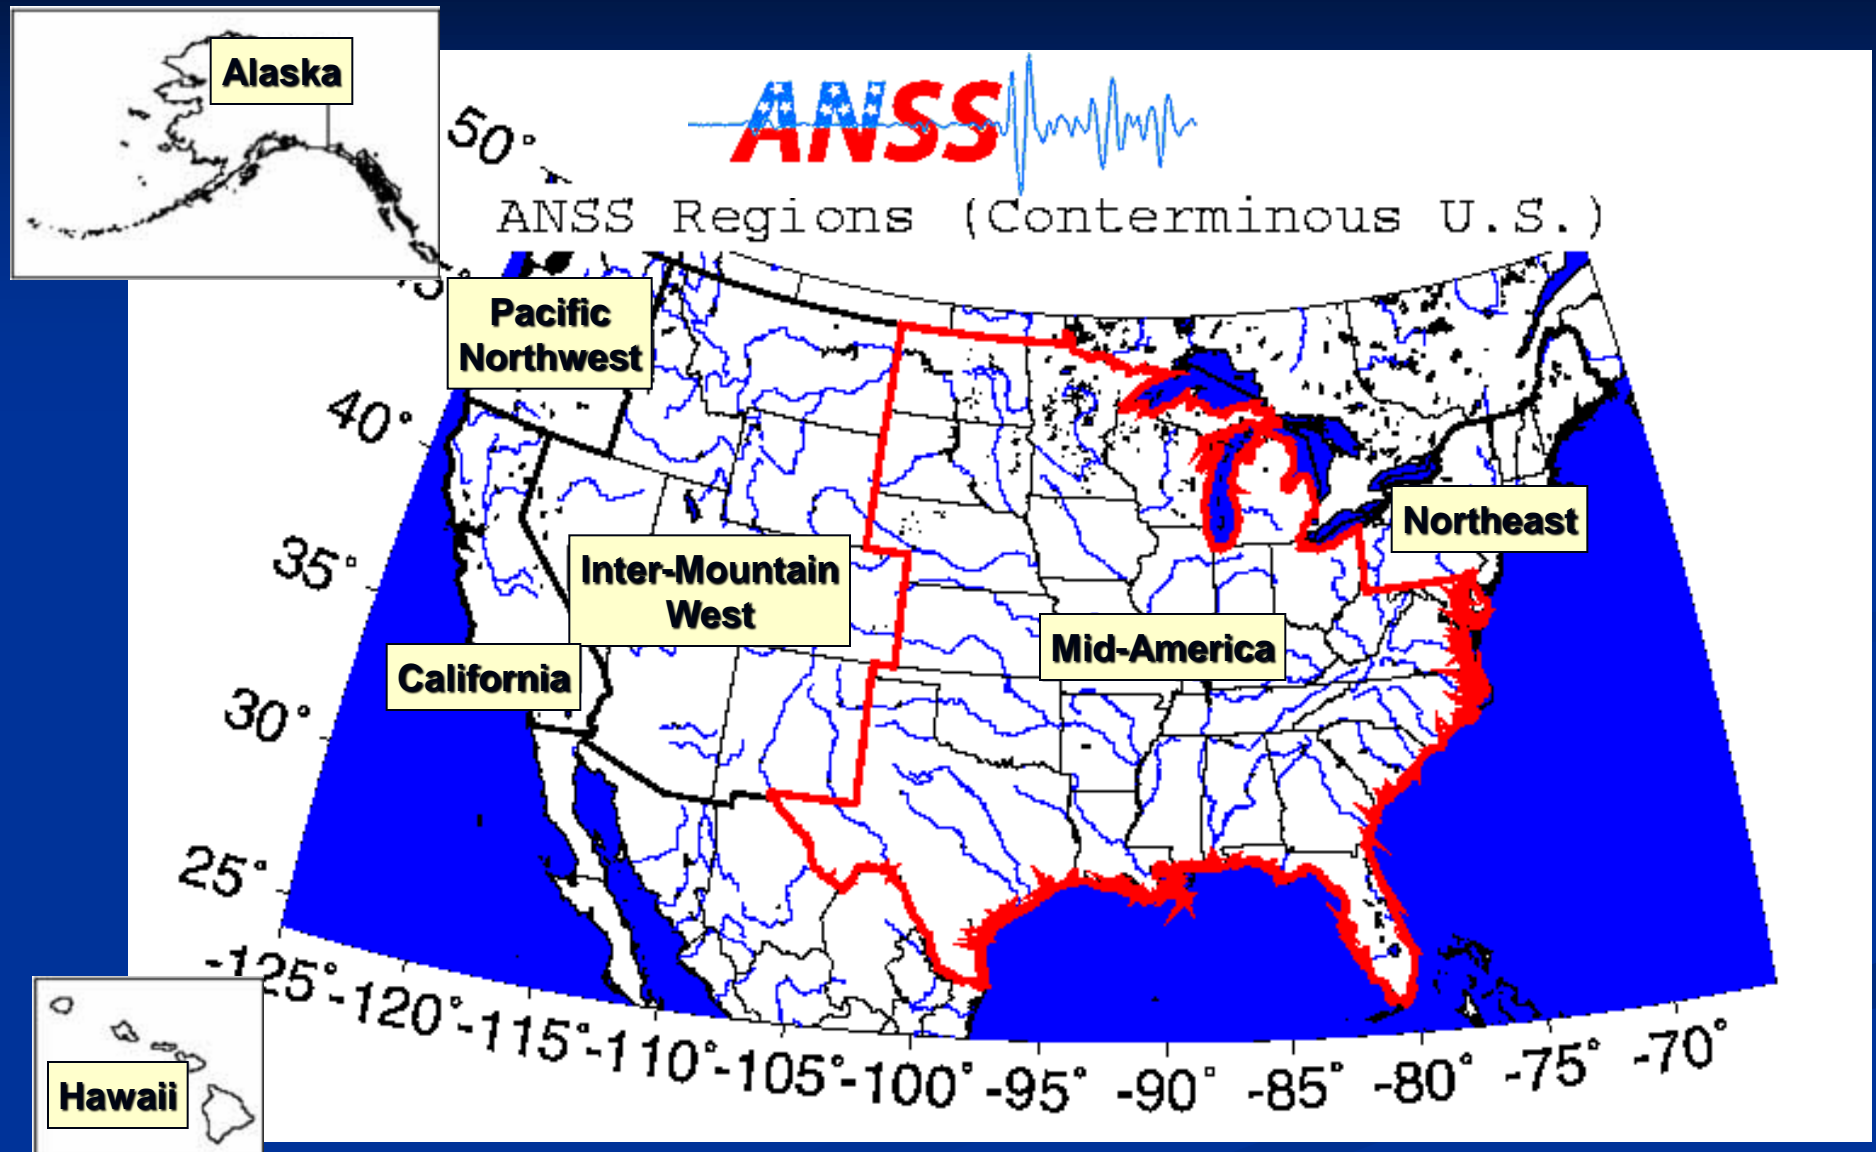 Alaska
ANSS
ANSS Regions (Conterminous U.S.)
50°
Pacific
Northwest
40°
Northeast
35°
Inter-Mountain
West
Mid-America
California
30°
25°
-125°
-120°
-115°
-110°
-105°
-100°
-95°
-90°
-85°
-80°
-75°
-70°
Hawaii